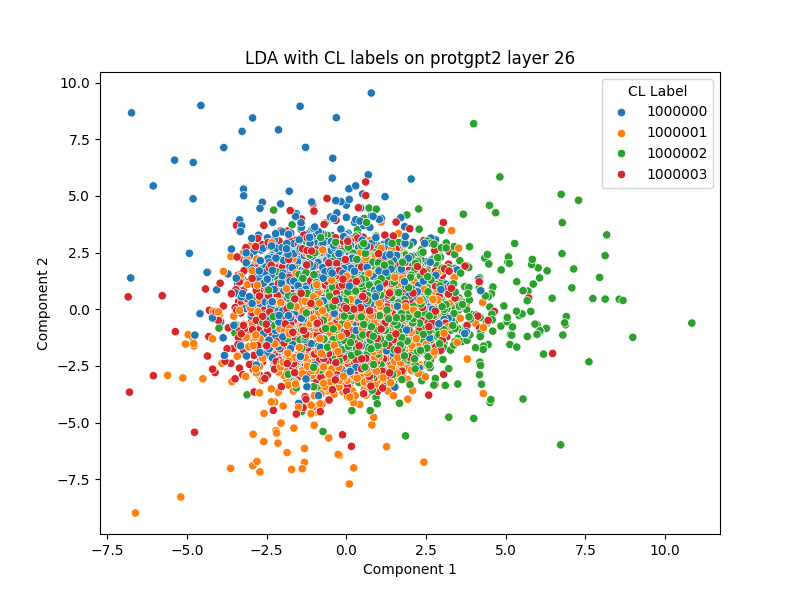 LDA with CL labels on protgpt2 layer 26
CL Label
1000000
1000001
1000002
1000003
10.0
7.5
5.0
2.5
0.0
−2.5
−5.0
−7.5
Component 2
−7.5 −5.0 −2.5 0.0 2.5 5.0 7.5 10.0
Component 1